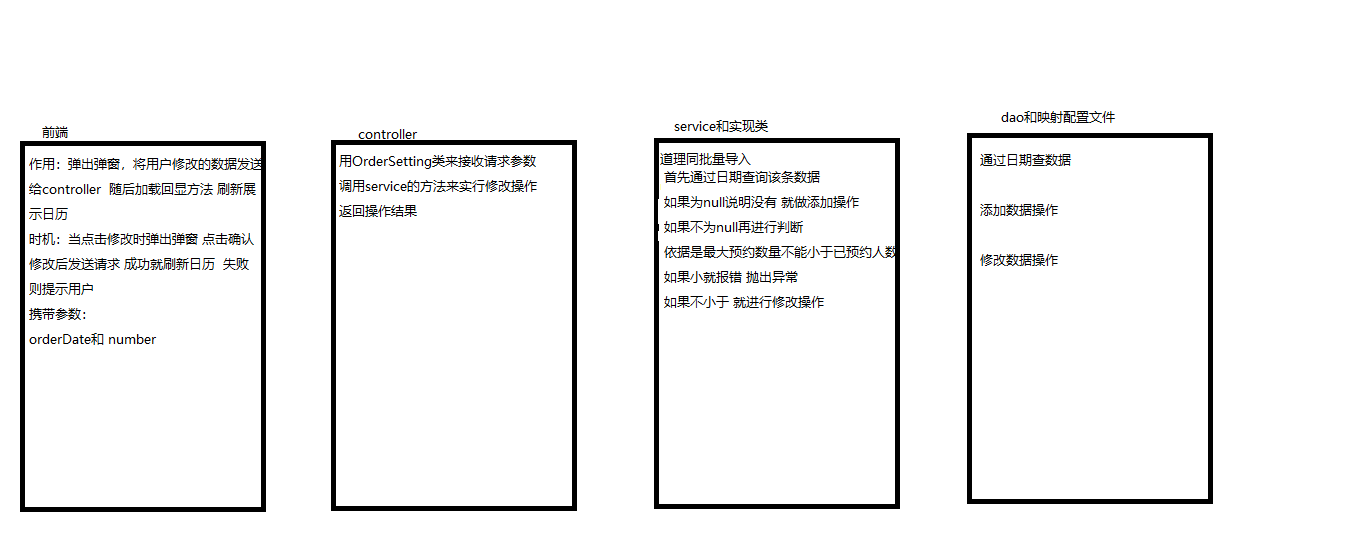 前端
作用：弹出弹窗，将用户修改的数据发送
给controller  随后加载回显方法 刷新展
示日历
时机：当点击修改时弹出弹窗 点击确认
修改后发送请求 成功就刷新日历  失败
则提示用户
携带参数：
orderDate和 number
controller
用OrderSetting类来接收请求参数
调用service的方法来实行修改操作
返回操作结果
service和实现类
道理同批量导入
首先通过日期查询该条数据
如果为null说明没有 就做添加操作
如果不为null再进行判断
依据是最大预约数量不能小于已预约人数
如果小就报错 抛出异常
如果不小于 就进行修改操作
dao和映射配置文件
通过日期查数据
添加数据操作
修改数据操作